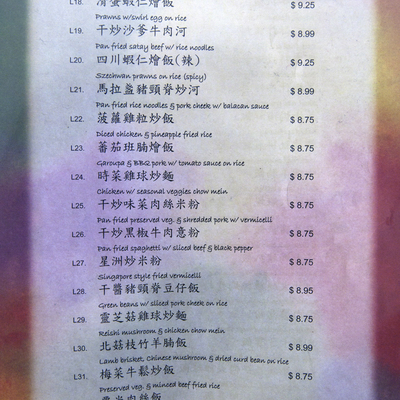 L18. 滑蛋蝦仁燴飯 $ 9.25
Prawns w/swirl egg on rice
L19. 干炒沙爹牛肉河 $ 8.99
Pan fried satay beef w/ rice noodles
L20. 四川蝦仁燴飯(辣) $ 9.25
Szechwan prawns on rice (spicy)
L21. 馬拉盞豬頸脊炒河 $ 8.99
Pan fried rice noodles & pork cheek w/ balacan sauce
L22. 菠蘿雞粒炒飯 $ 8.75
Diced chicken & pineapple fried rice
L23. 蕃茄班腩燴飯 $ 8.75
Garoupa & BBQ pork w/ tomato sauce on rice
L24. 時菜雞球炒麵 $ 8.75
Chicken w/ seasonal veggies chow mein
L25. 干炒味菜肉絲米粉 $ 8.75
Pan fried preserved veg. & shredded pork w/ vermicelli
L26. 干炒黑椒牛肉意粉 $ 8.75
Pan fried spaghetti w/ sliced beef & black pepper
L27. 星洲炒米粉 $ 8.75
Singapore style fried vermicelli
L28. 干醬豬頸脊豆仔飯 $ 8.95
Green beans w/ sliced pork cheek on rice
L29. 靈芝菇雞球炒麵 $ 8.75
Reishi mushroom & chicken chow mein
L30. 北菇枝竹羊腩飯 $ 8.99
Lamb brisket, Chinese mushroom & dried curd bean on rice
L31. 梅菜牛鬆炒飯 $ 8.75
Preserved veg. & minced beef fried rice